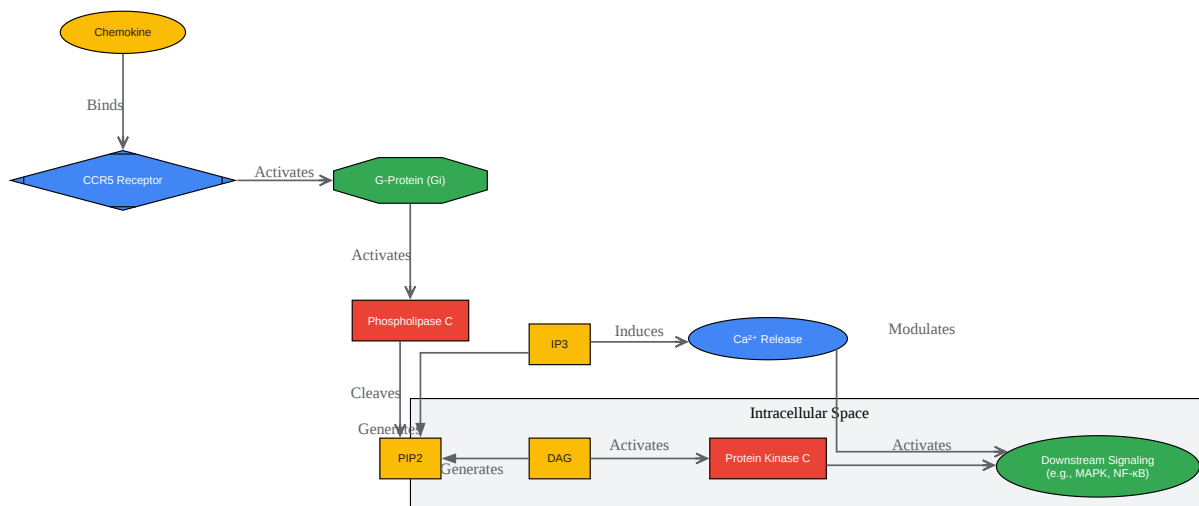 Chemokine
Binds
CCR5 Receptor
Activates
G-Protein (Gi)
Activates
Phospholipase C
IP3
Induces
Ca²⁺ Release
Modulates
Cleaves
Intracellular Space
Generates
PIP2
Generates
DAG
Activates
Protein Kinase C
Activates
Downstream Signaling
(e.g., MAPK, NF-κB)